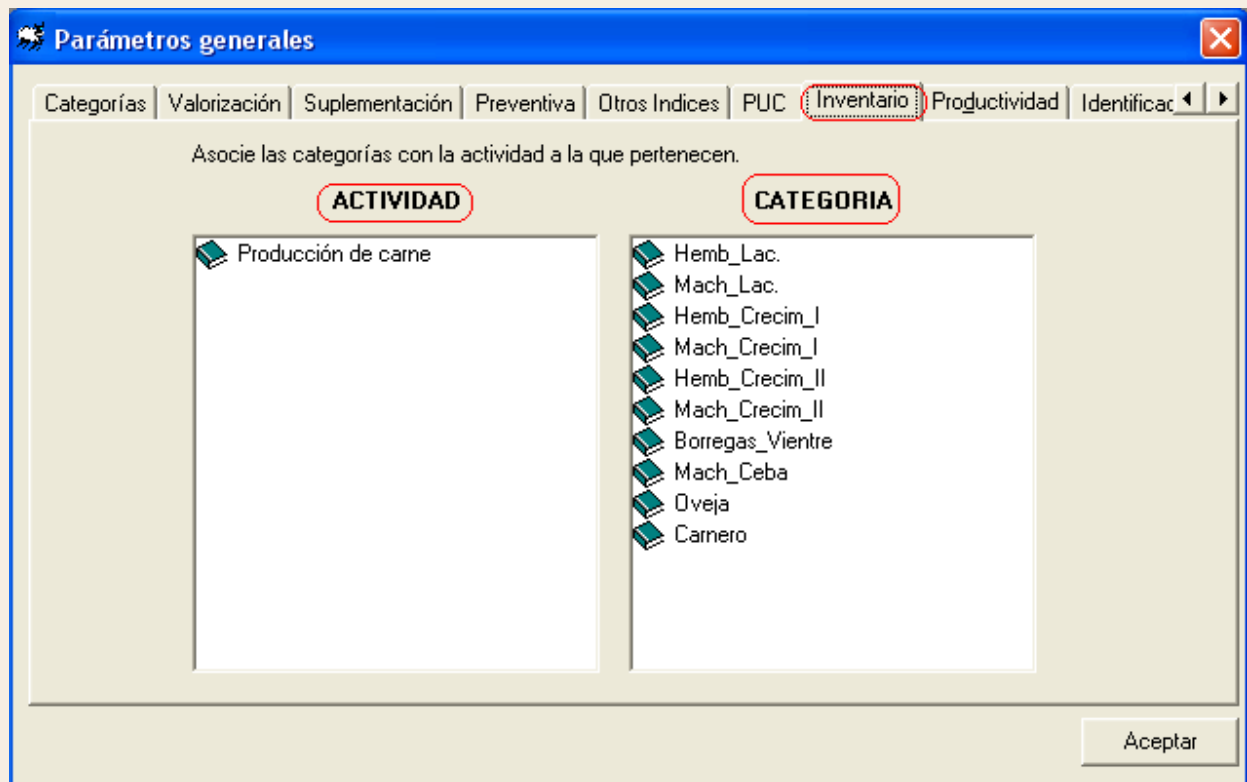 Parámetros generales
Categorías Valorización Suplementación Preventiva Otros Indices PUC Inventario Productividad Identificac
Asocie las categorías con la actividad a la que pertenecen.
ACTIVIDAD CATEGORIA
Producción de carne
Hemb_Lac.
Mach_Lac.
Hemb_Crecim_I
Mach_Crecim_I
Hemb_Crecim_II
Mach_Crecim_II
Borregas_Vientre
Mach_Ceba
Oveja
Carnero
Aceptar